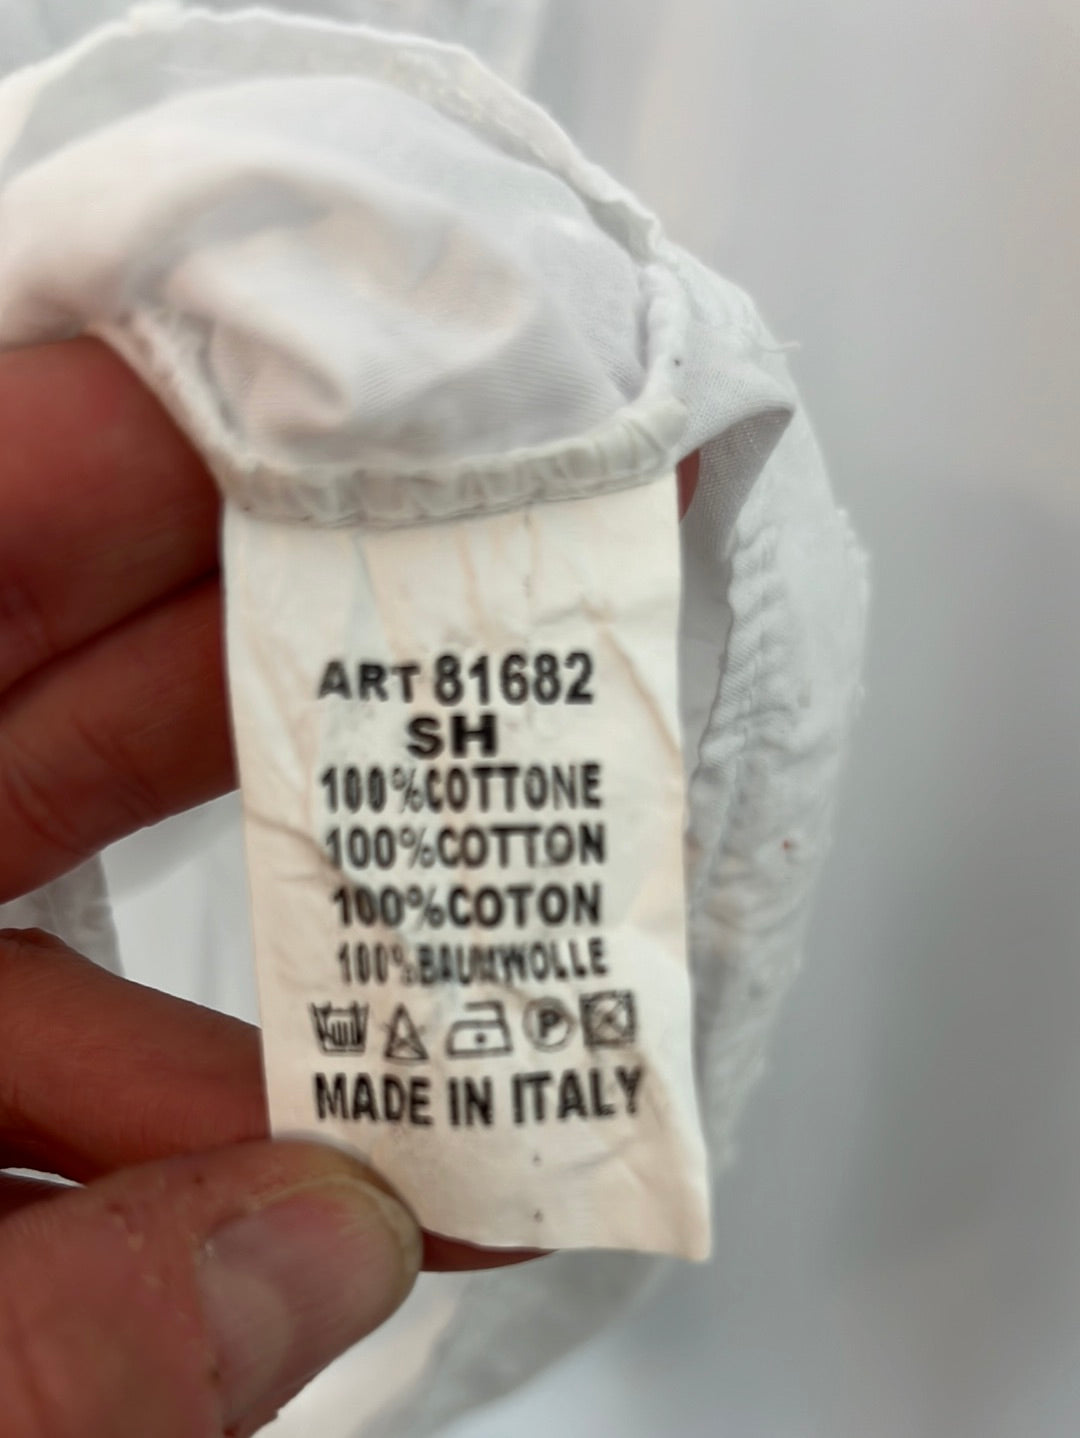 ART 81682
SH
100%COTTONE
100%COTTON
100%COTON
100%BAUMWOLLE
P
MADE IN ITALY